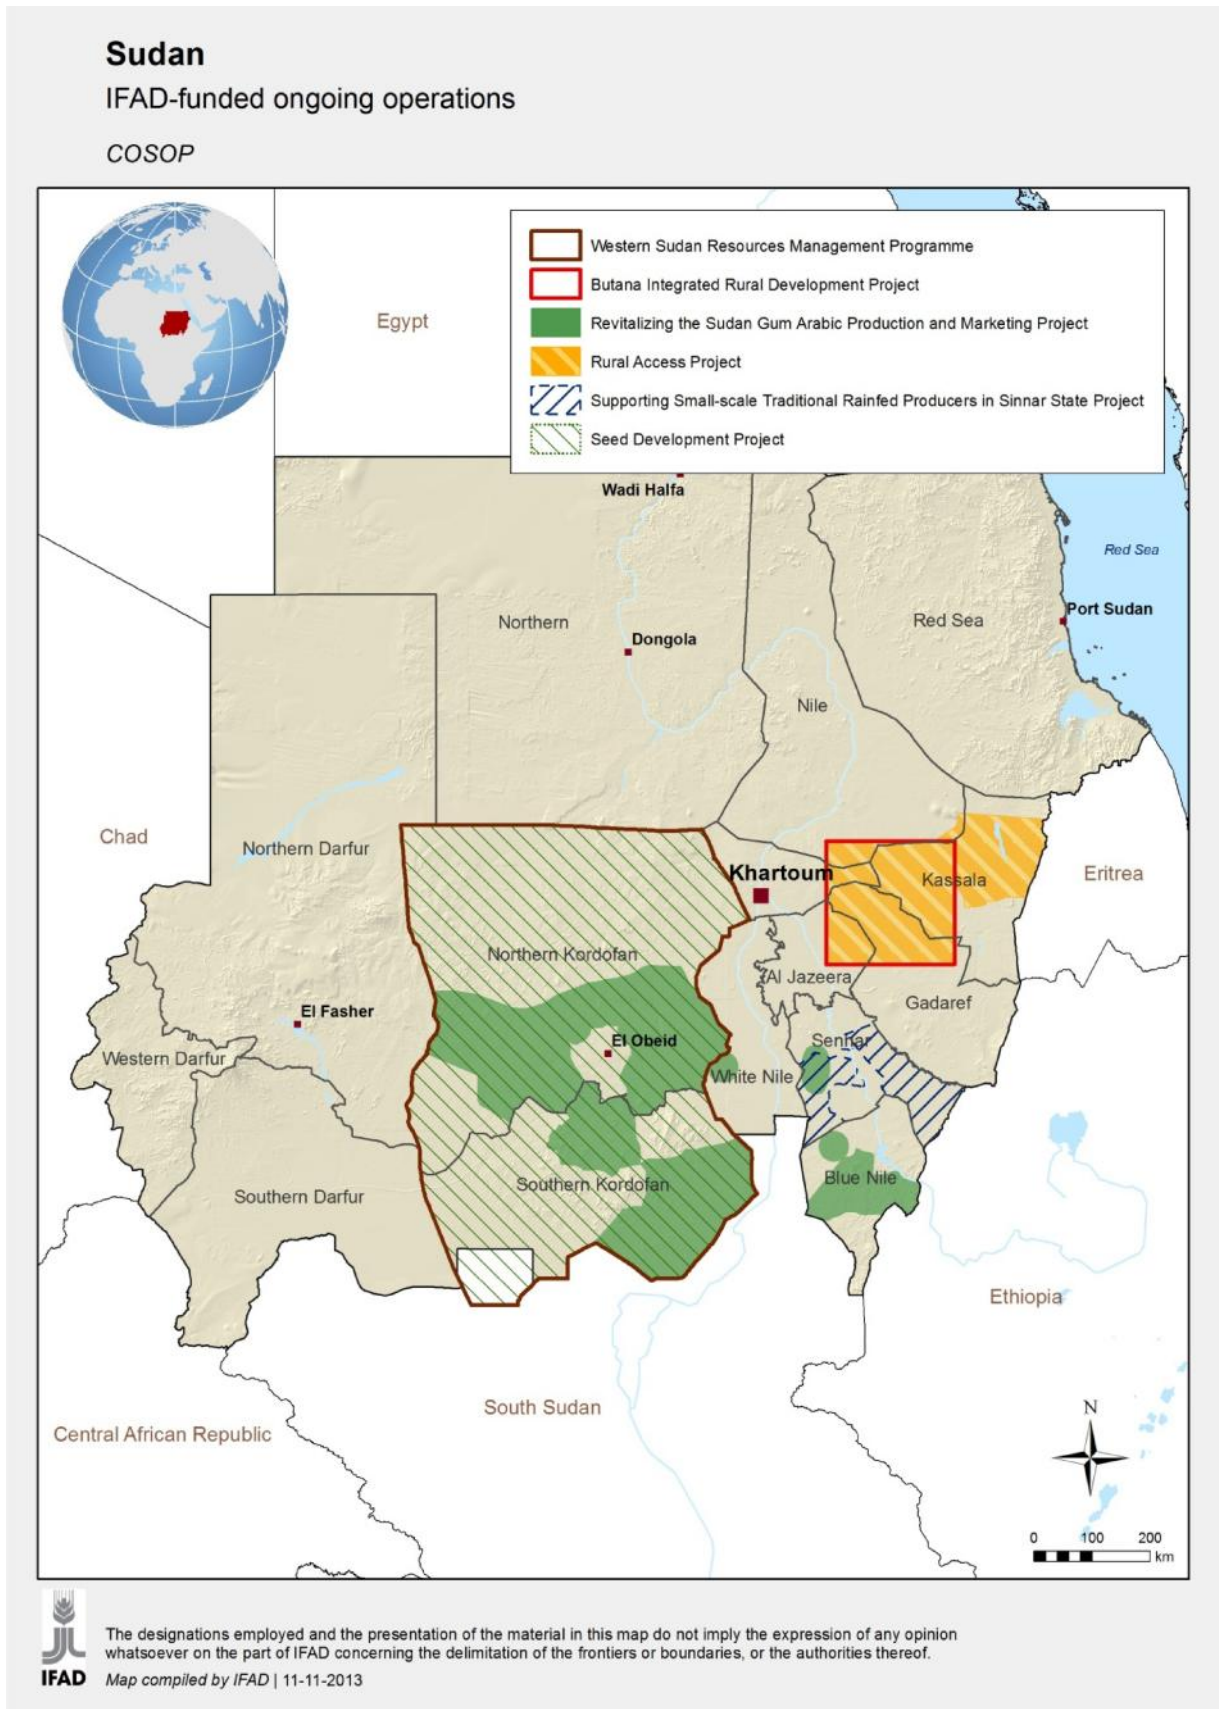 Sudan
IFAD-funded ongoing operations
COSOP
Western Sudan Resources Management Programme
Butana Integrated Rural Development Project
Revitalizing the Sudan Gum Arabic Production and Marketing Project
Rural Access Project
Supporting Small-scale Traditional Rainfed Producers in Sinnar State Project
Seed Development Project
Egypt
Wadi Halfa
Red Sea
Port Sudan
Northern
Red Sea
Dongola
Nile
Chad
Northern Darfur
Khartoum
Kassala
Eritrea
Northern Kordofan
Al Jazeera
Gadaref
El Fasher
El Obeid
Sennar
Western Darfur
White Nile
Blue Nile
Southern Kordofan
Southern Darfur
Ethiopia
South Sudan
Central African Republic
N
0 100 200
km
The designations employed and the presentation of the material in this map do not imply the expression of any opinion
whatsoever on the part of IFAD concerning the delimitation of the frontiers or boundaries, or the authorities thereof.
IFAD
Map compiled by IFAD | 11-11-2013